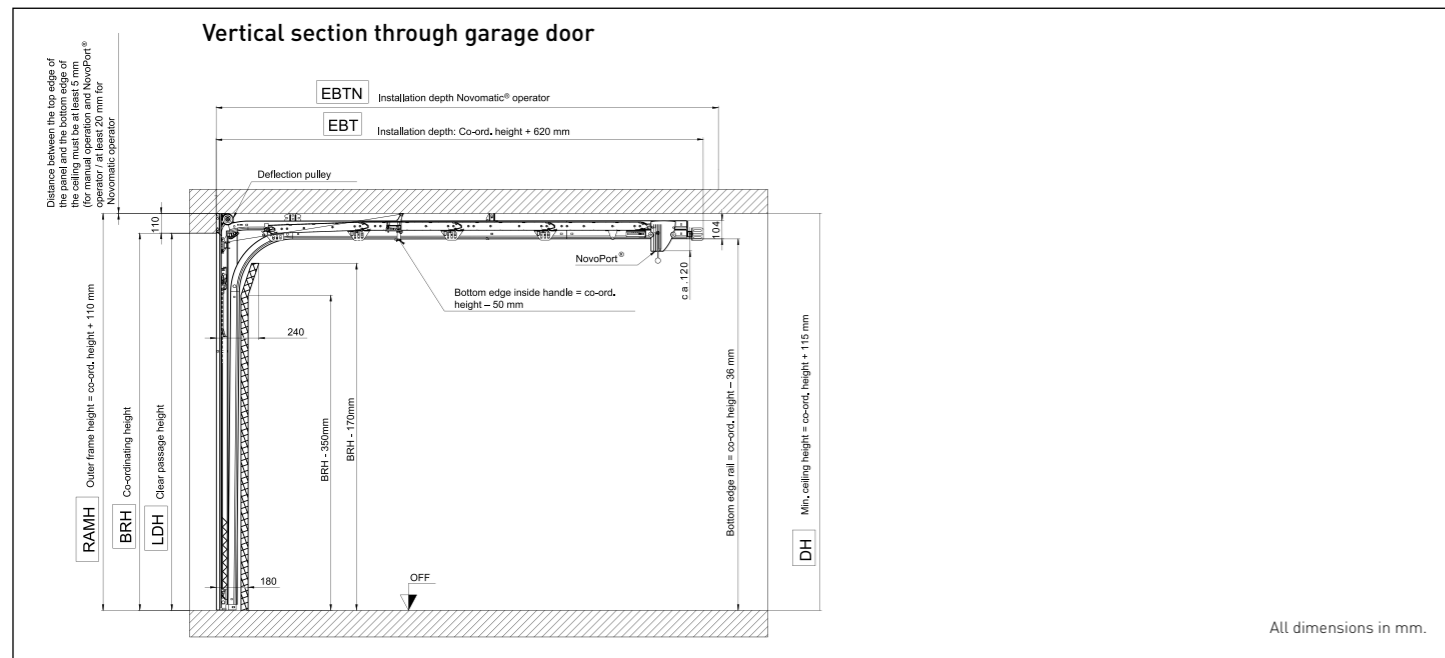 Vertical section through garage door
Distance between the top edge of
the panel and the bottom edge of
the ceiling must be at least 5 mm
(for manual operation and NovoPort®
operator / at least 20 mm for
Novomatic operator
EBTN Installation depth Novomatic® operator
EBT Installation depth: Co-ord. height + 620 mm
Deflection pulley
110
104
NovoPort®
ca.120
Bottom edge inside handle = co-ord.
height – 50 mm
240
RAMH Outer frame height = co-ord. height + 110 mm
BRH Co-ordinating height
LDH Clear passage height
BRH - 350mm
BRH - 170mm
Bottom edge rail = co-ord. height – 36 mm
DH Min. ceiling height = co-ord. height + 115 mm
180
OFF
All dimensions in mm.